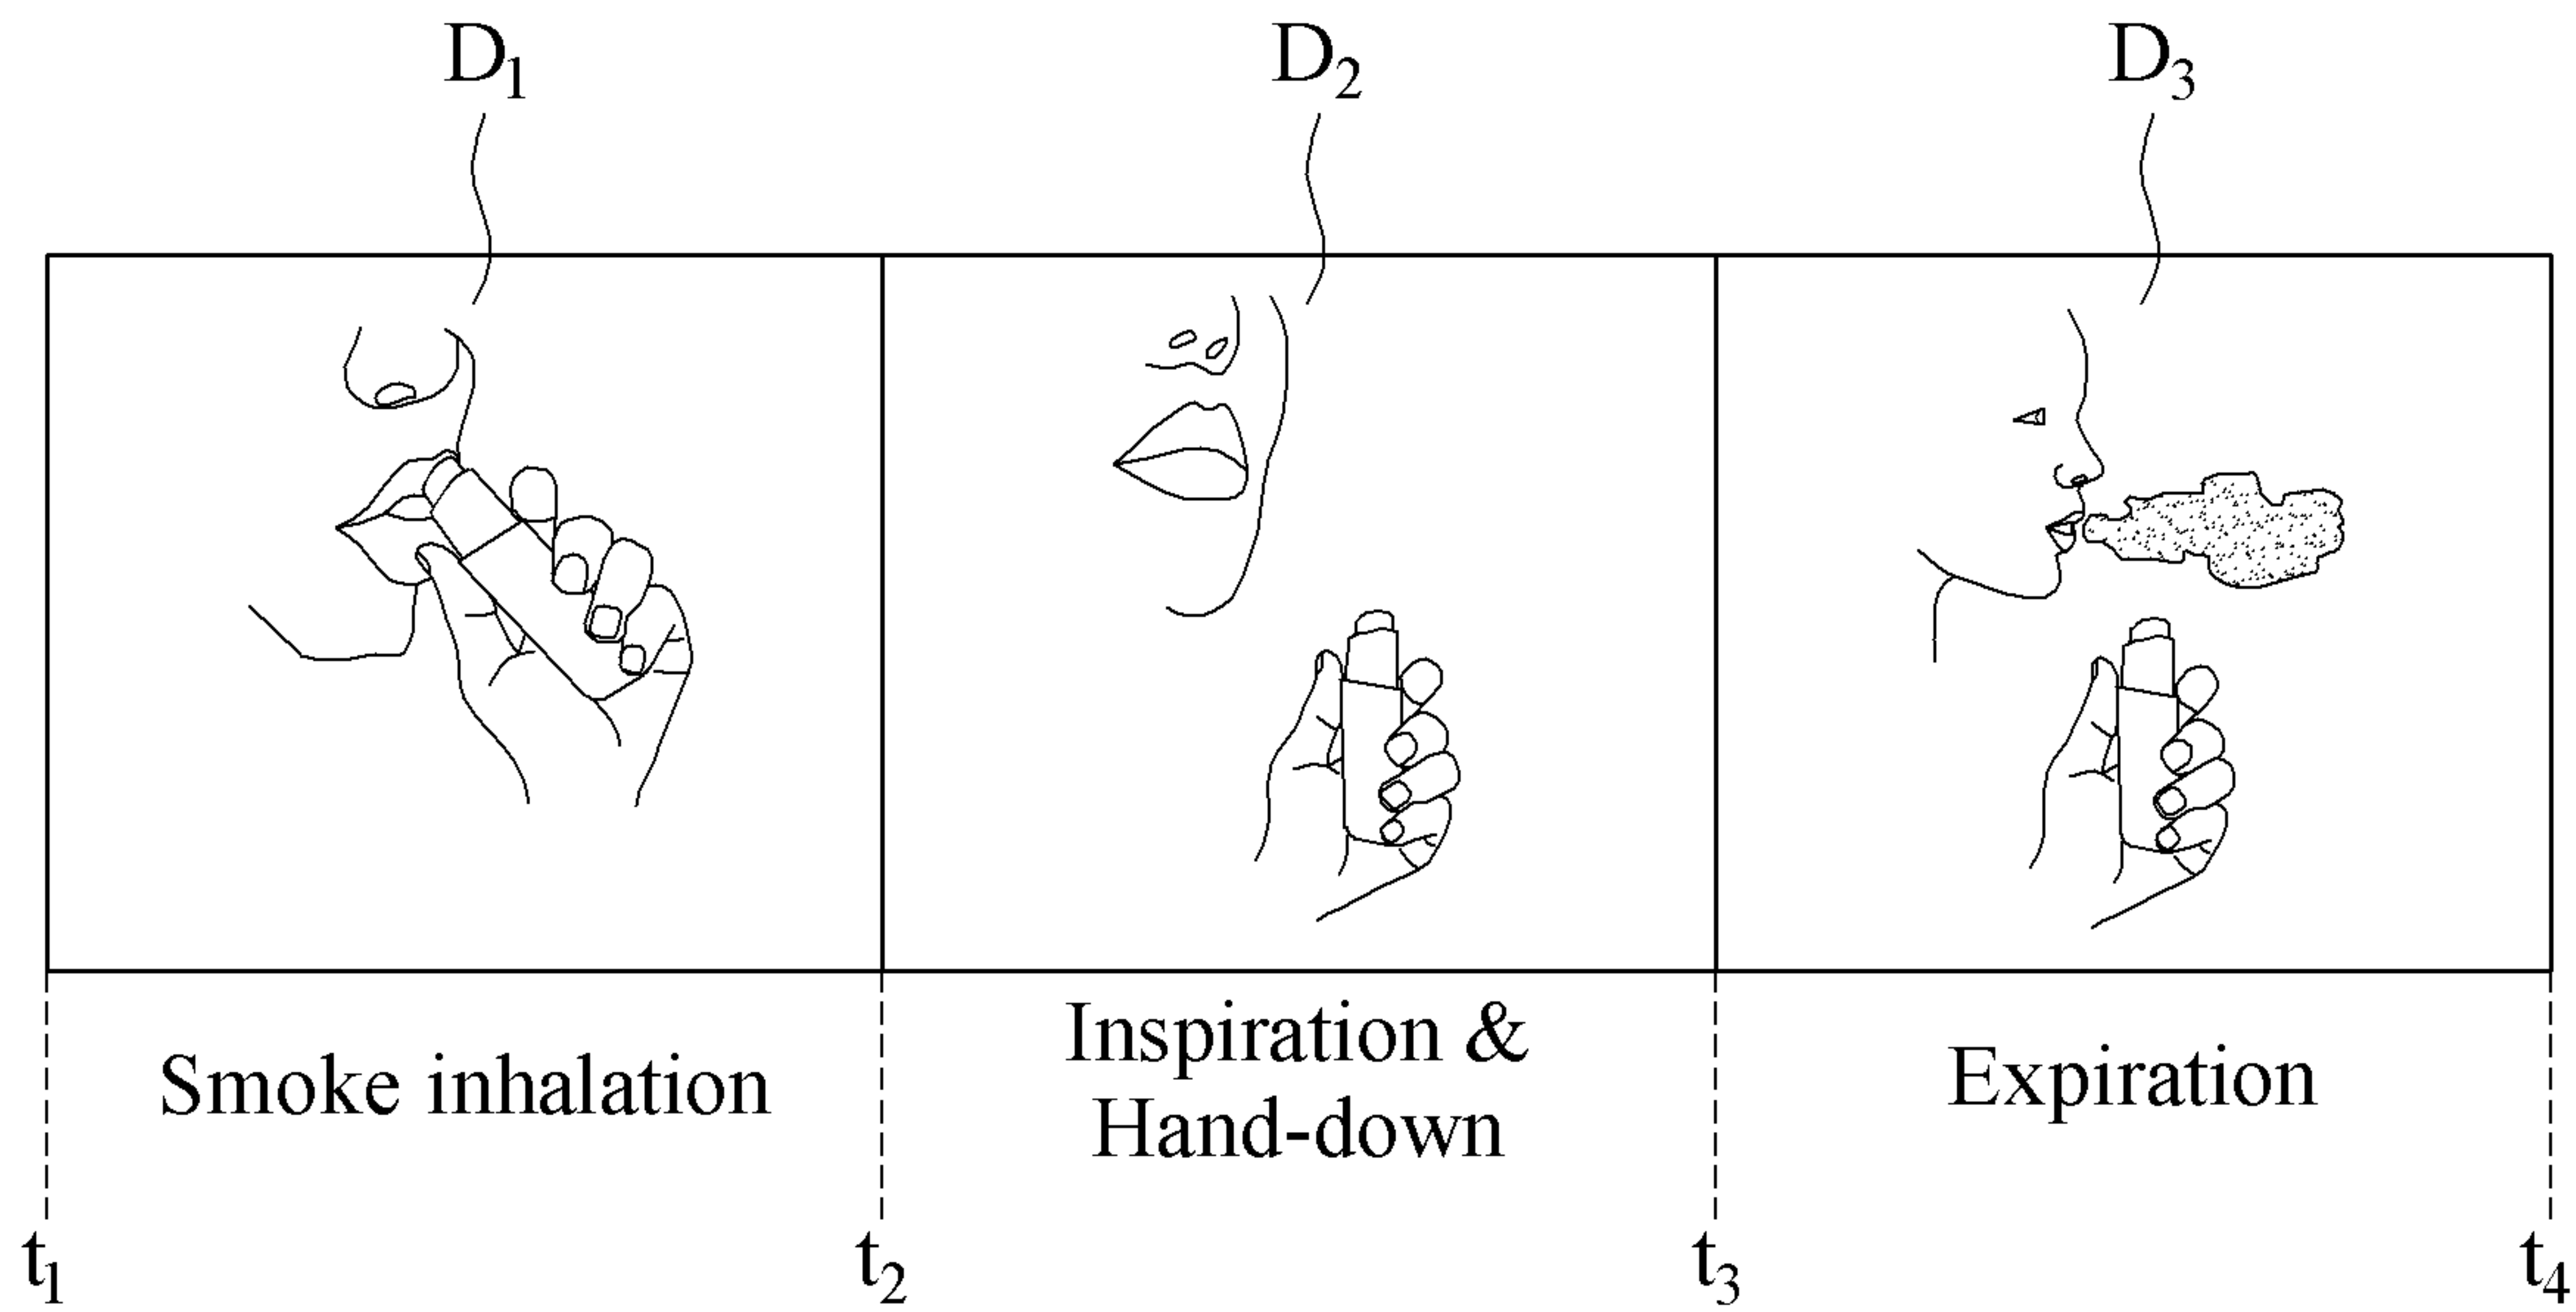 D₁ D₂ D₃
Smoke inhalation
Inspiration &
Hand-down
Expiration
t₁ t₂ t₃ t₄